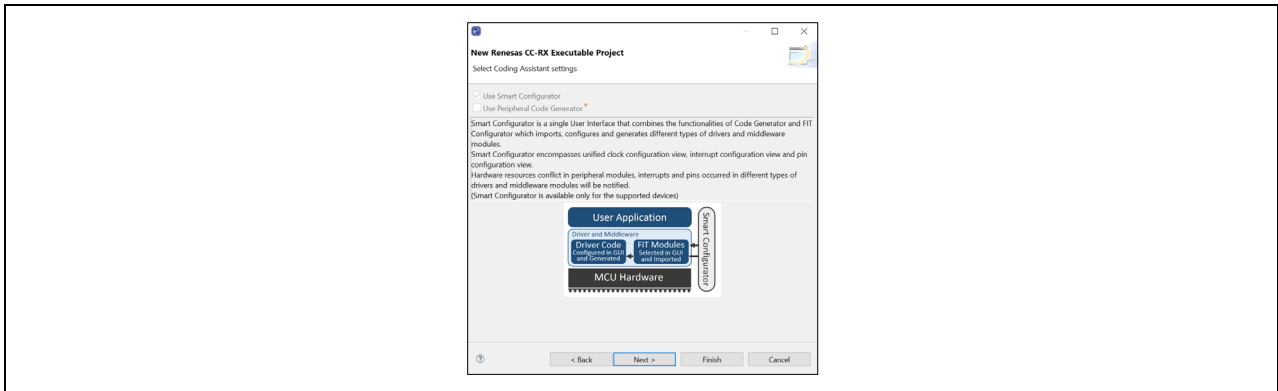 New Renesas CC-RX Executable Project
Select Coding Assistant settings
Use Smart Configurator
Use Peripheral Code Generator*
Smart Configurator is a single User Interface that combines the functionalities of Code Generator and FIT
Configurator which imports, configures and generates different types of drivers and middleware
modules.
Smart Configurator encompasses unified clock configuration view, interrupt configuration view and pin
configuration view.
Hardware resources conflict in peripheral modules, interrupts and pins occurred in different types of
drivers and middleware modules will be notified.
(Smart Configurator is available only for the supported devices)
User Application
Driver and Middleware
Driver Code
Configured in GUI
and Generated
FIT Modules
Selected in GUI
and Imported
MCU Hardware
Smart Configurator
?
< Back
Next >
Finish
Cancel